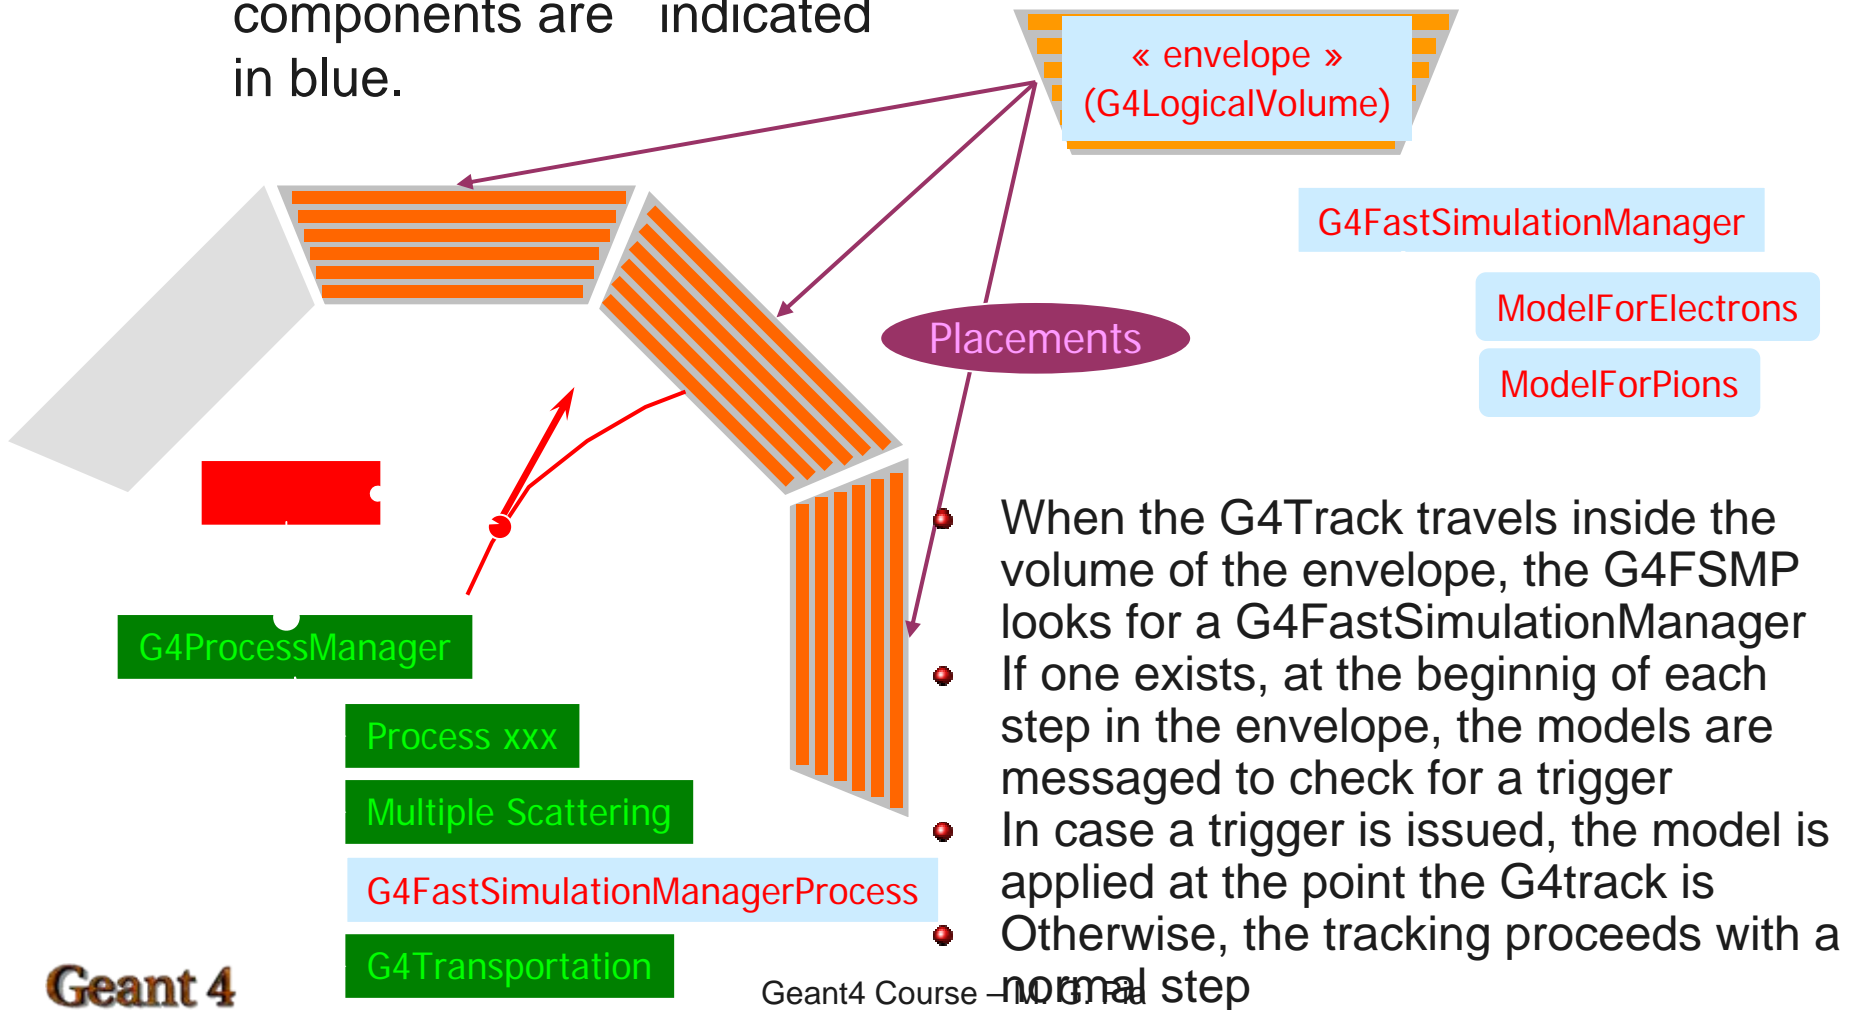 components are indicated
in blue.
« envelope »
(G4LogicalVolume)
G4FastSimulationManager
ModelForElectrons
ModelForPions
Placements
G4ProcessManager
Process xxx
Multiple Scattering
G4FastSimulationManagerProcess
G4Transportation
When the G4Track travels inside the
volume of the envelope, the G4FSMP
looks for a G4FastSimulationManager
If one exists, at the beginnig of each
step in the envelope, the models are
messaged to check for a trigger
In case a trigger is issued, the model is
applied at the point the G4track is
Otherwise, the tracking proceeds with a
normal step
Geant 4
Geant4 Course – M. G. Pia